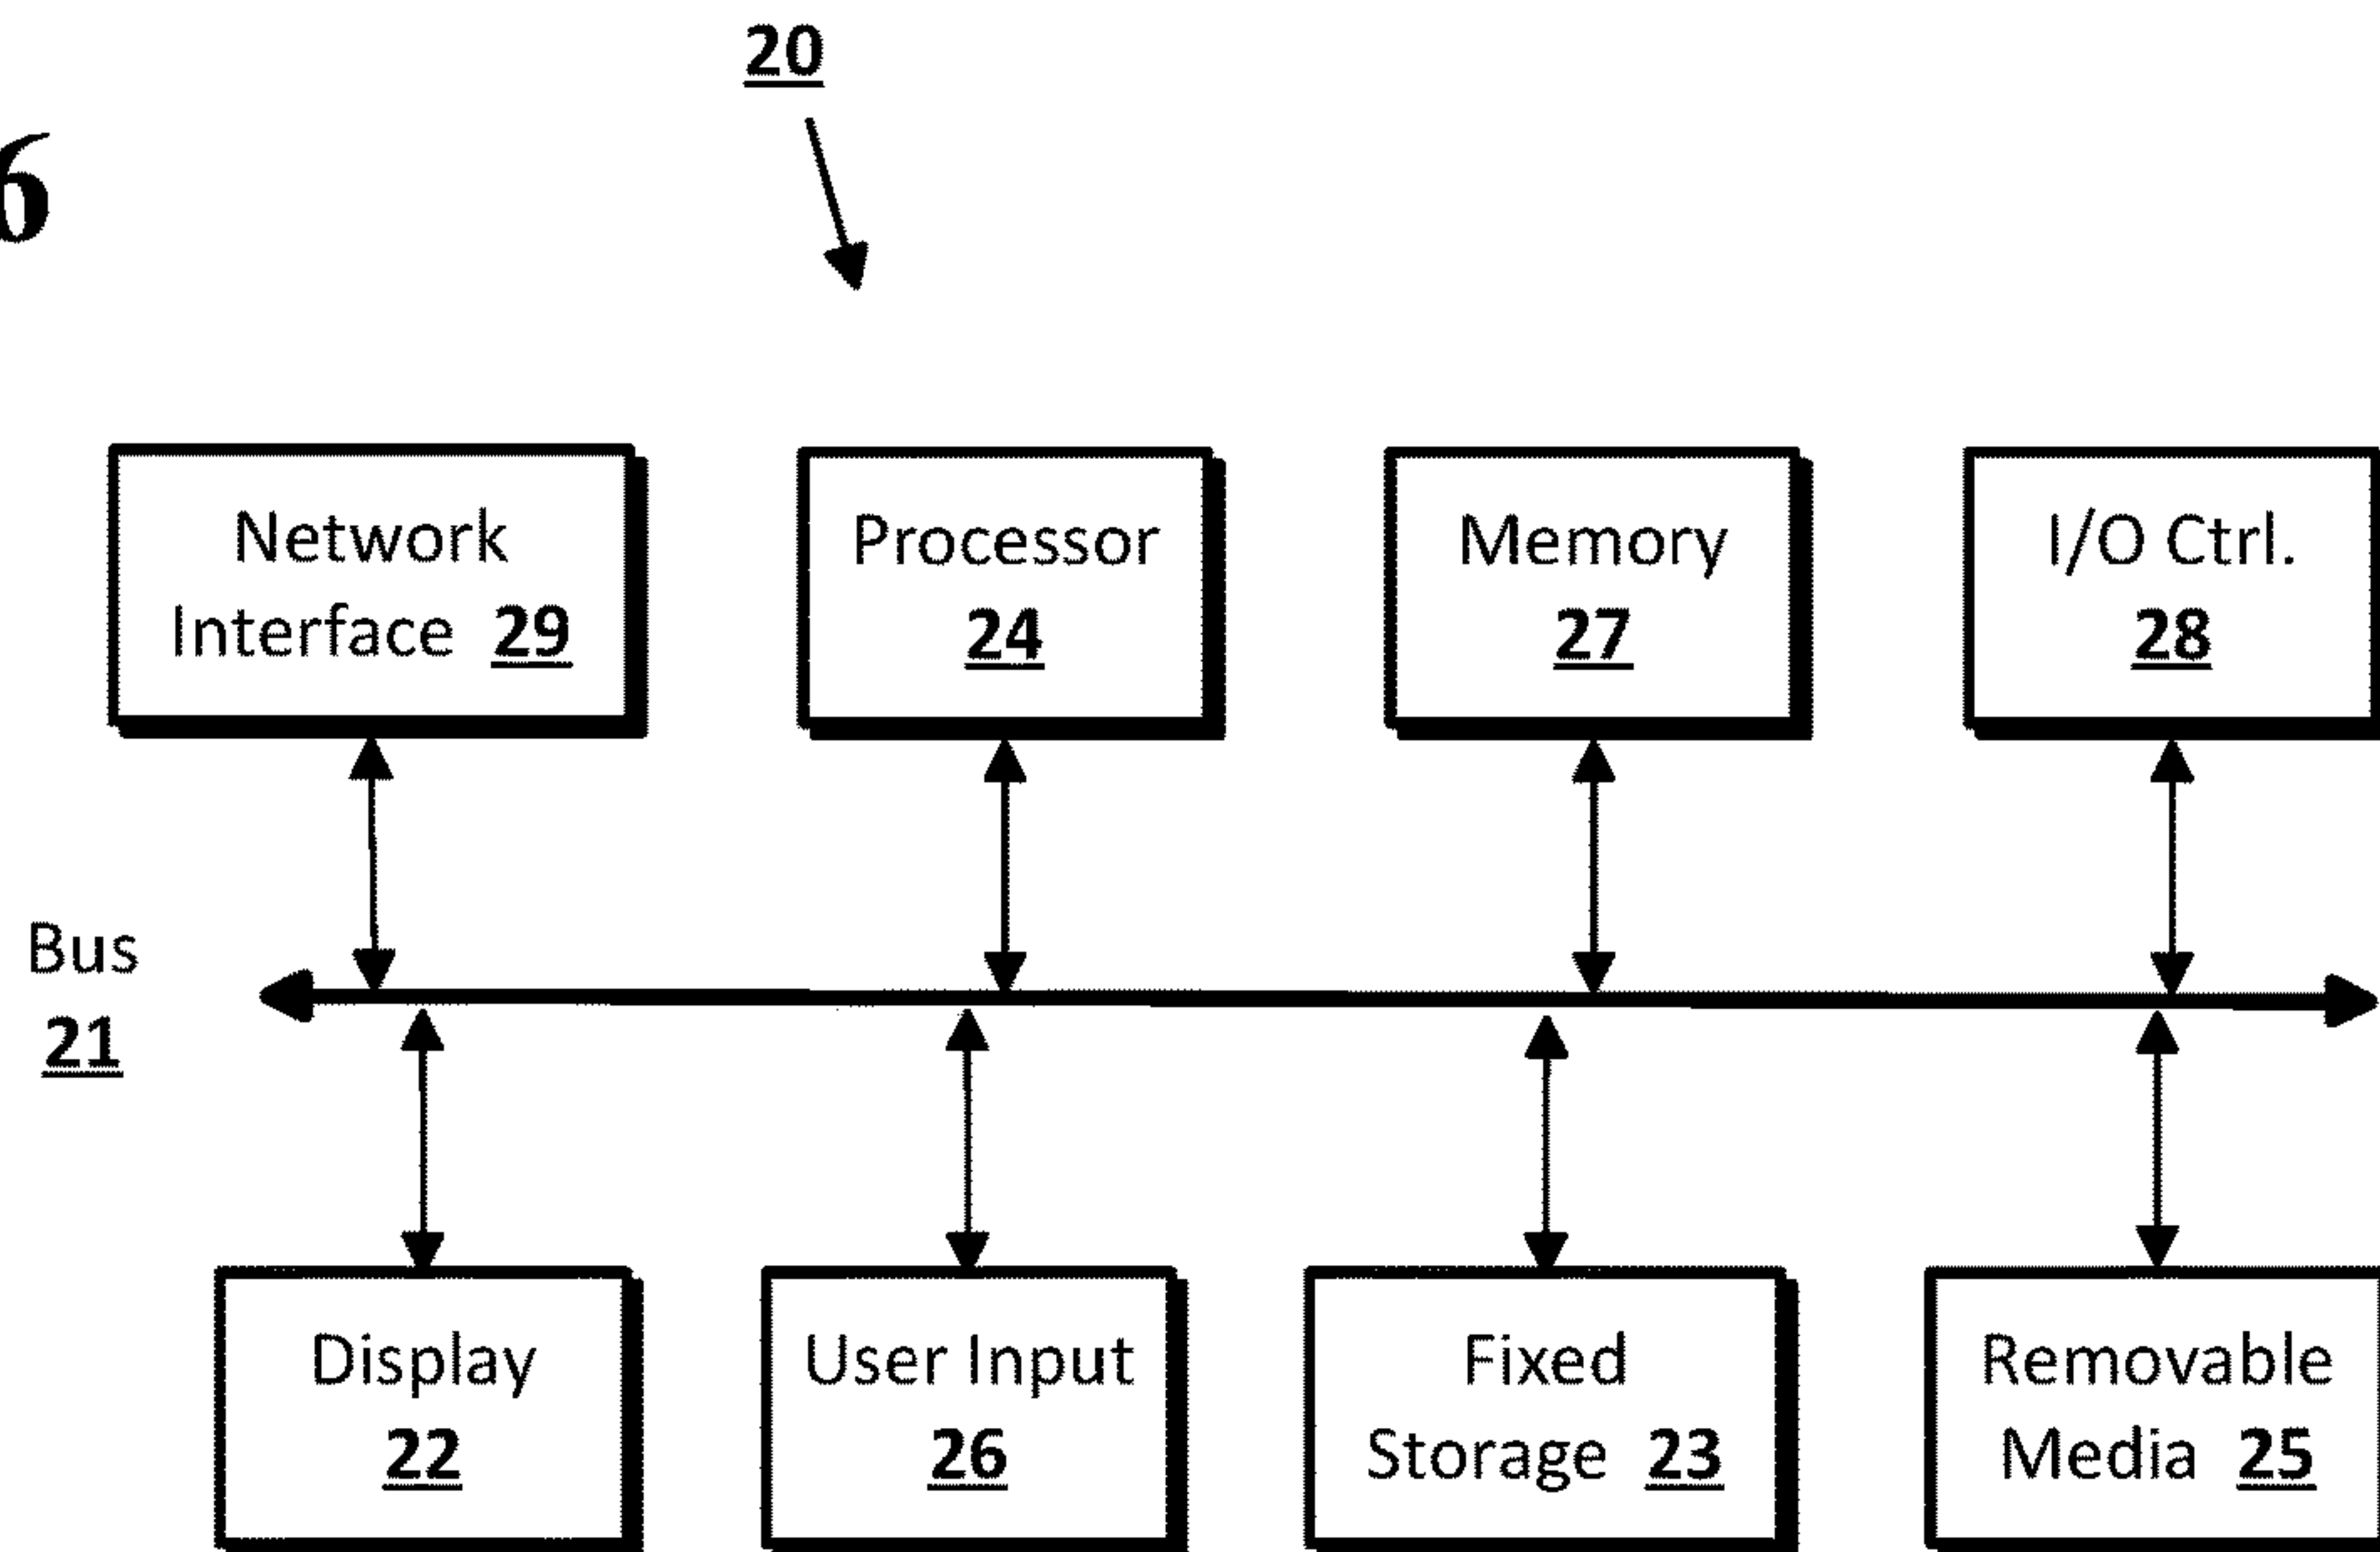 20
6
Network
Interface 29
Processor
24
Memory
27
I/O Ctrl.
28
Bus
21
Display
22
User Input
26
Fixed
Storage 23
Removable
Media 25